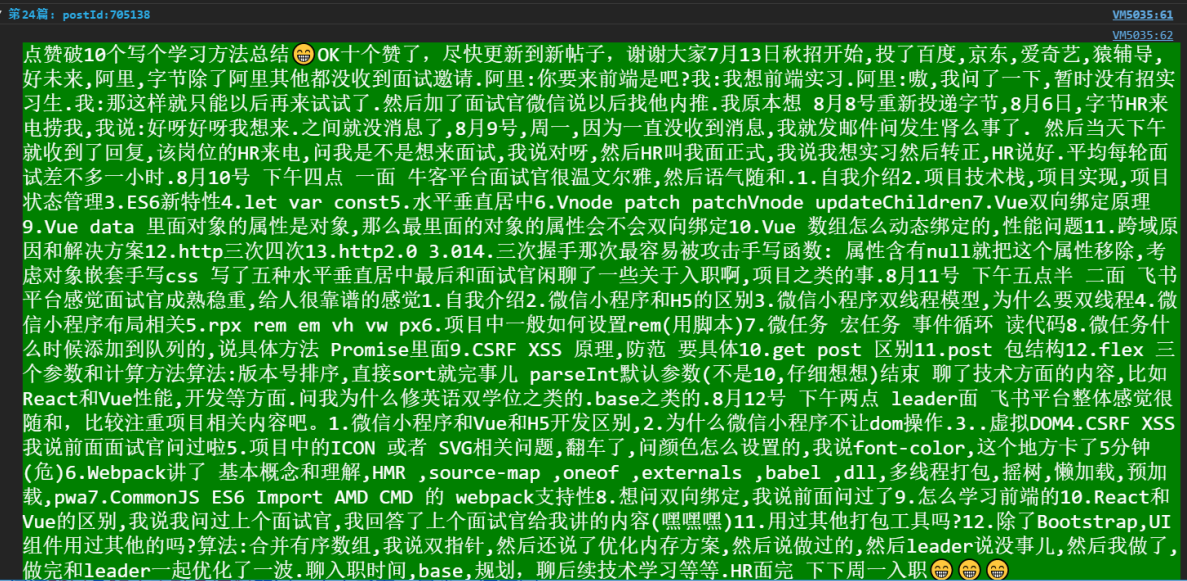 第24篇: postId:705138
VM5035:61
VM5035:62
点赞破10个写个学习方法总结😁OK十个赞了, 尽快更新到新帖子, 谢谢大家7月13日秋招开始,投了百度,京东,爱奇艺,猿辅导,
好未来,阿里,字节除了阿里其他都没收到面试邀请.阿里:你要来前端是吧?我:我想前端实习.阿里:嗷,我问了一下,暂时没有招实
习生.我:那这样就只能以后再来试试了.然后加了面试官微信说以后找他内推.我原本想 8月8号重新投递字节,8月6日,字节HR来
电捞我,我说:好呀好呀我想来.之间就没消息了,8月9号,周一,因为一直没收到消息,我就发邮件问发生肾么事了. 然后当天下午
就收到了回复,该岗位的HR来电,问我是不是想来面试,我说对呀,然后HR叫我面正式,我说我想实习然后转正,HR说好.平均每轮面
试差不多一小时.8月10号 下午四点 一面 牛客平台面试官很温文尔雅,然后语气随和.1.自我介绍2.项目技术栈,项目实现,项目
状态管理3.ES6新特性4.let var const5.水平垂直居中6.Vnode patch patchVnode updateChildren7.Vue双向绑定原理
9.Vue data 里面对象的属性是对象,那么最里面的对象的属性会不会双向绑定10.Vue 数组怎么动态绑定的,性能问题11.跨域原
因和解决方案12.http三次四次13.http2.0 3.014.三次握手那次最容易被攻击手写函数: 属性含有null就把这个属性移除,考
虑对象嵌套手写css 写了五种水平垂直居中最后和面试官闲聊了一些关于入职啊,项目之类的事.8月11号 下午五点半 二面 飞书
平台感觉面试官成熟稳重,给人很靠谱的感觉1.自我介绍2.微信小程序和H5的区别3.微信小程序双线程模型,为什么要双线程4.微
信小程序布局相关5.rpx rem em vh vw px6.项目中一般如何设置rem(用脚本)7.微任务 宏任务 事件循环 读代码8.微任务什
么时候添加到队列的,说具体方法 Promise里面9.CSRF XSS 原理,防范 要具体10.get post 区别11.post 包结构12.flex 三
个参数和计算方法算法:版本号排序,直接sort就完事儿 parseInt默认参数(不是10,仔细想想)结束 聊了技术方面的内容,比如
React和Vue性能,开发等方面.问我为什么修英语双学位之类的.base之类的.8月12号 下午两点 leader面 飞书平台整体感觉很
随和, 比较注重项目相关内容吧。1.微信小程序和Vue和H5开发区别,2.为什么微信小程序不让dom操作.3..虚拟DOM4.CSRF XSS
我说前面面试官问过啦5.项目中的ICON 或者 SVG相关问题,翻车了,问颜色怎么设置的,我说font-color,这个地方卡了5分钟
(危)6.Webpack讲了 基本概念和理解,HMR ,source-map ,oneof ,externals ,babel ,dll,多线程打包,摇树,懒加载,预加
载,pwa7.CommonJS ES6 Import AMD CMD 的 webpack支持性8.想问双向绑定,我说前面问过了9.怎么学习前端的10.React和
Vue的区别,我说我问过上个面试官,我回答了上个面试官给我讲的内容(嘿嘿嘿)11.用过其他打包工具吗?12.除了Bootstrap,UI
组件用过其他的吗?算法:合并有序数组,我说双指针,然后还说了优化内存方案,然后说做过的,然后leader说没事儿,然后我做了,
做完和leader一起优化了一波.聊入职时间,base,规划, 聊后续技术学习等等.HR面完 下下周一入职😁😁😁